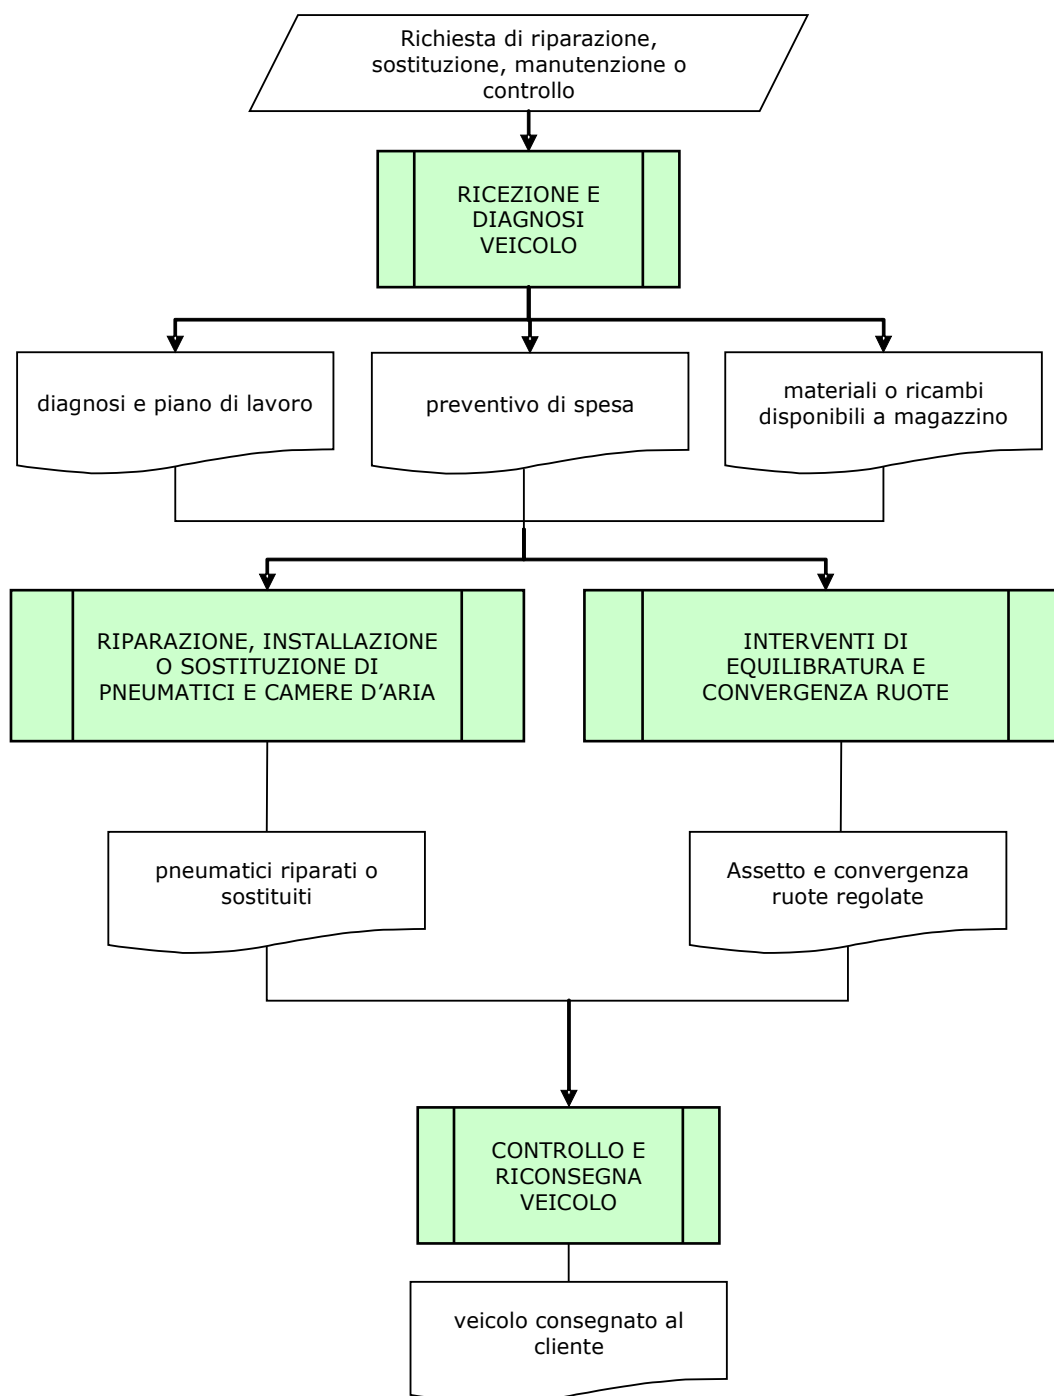 Richiesta di riparazione,
sostituzione, manutenzione o
controllo
RICEZIONE E
DIAGNOSI
VEICOLO
diagnosi e piano di lavoro
preventivo di spesa
materiali o ricambi
disponibili a magazzino
RIPARAZIONE, INSTALLAZIONE
O SOSTITUZIONE DI
PNEUMATICI E CAMERE D’ARIA
INTERVENTI DI
EQUILIBRATURA E
CONVERGENZA RUOTE
pneumatici riparati o
sostituiti
Assetto e convergenza
ruote regolate
CONTROLLO E
RICONSEGNA
VEICOLO
veicolo consegnato al
cliente